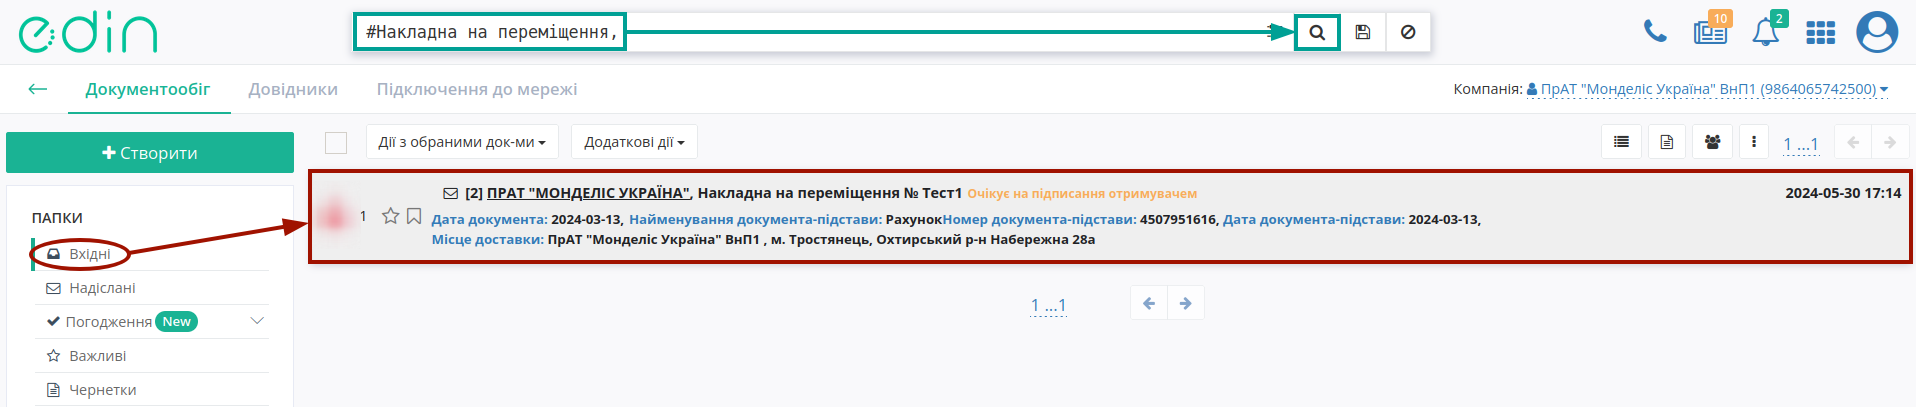 edin
#Накладна на переміщення,
10
2
Документообіг Довідники Підключення до мережі
Компанія: ПрАТ "Монделіс Україна" ВнП1 (9864065742500)
Створити
Дії з обраними док-ми
Додаткові дії
1 ...1
ПАПКИ
Вхідні
Надіслані
Погодження New
Важливі
Чернетки
1
[2] ПРАТ "МОНДЕЛІС УКРАЇНА", Накладна на переміщення № Тест1 Очікує на підписання отримувачем
2024-05-30 17:14
Дата документа: 2024-03-13, Найменування документа-підстави: РахунокНомер документа-підстави: 4507951616, Дата документа-підстави: 2024-03-13,
Місце доставки: ПрАТ "Монделіс Україна" ВнП1 , м. Тростянець, Охтирський р-н Набережна 28а
1 ...1